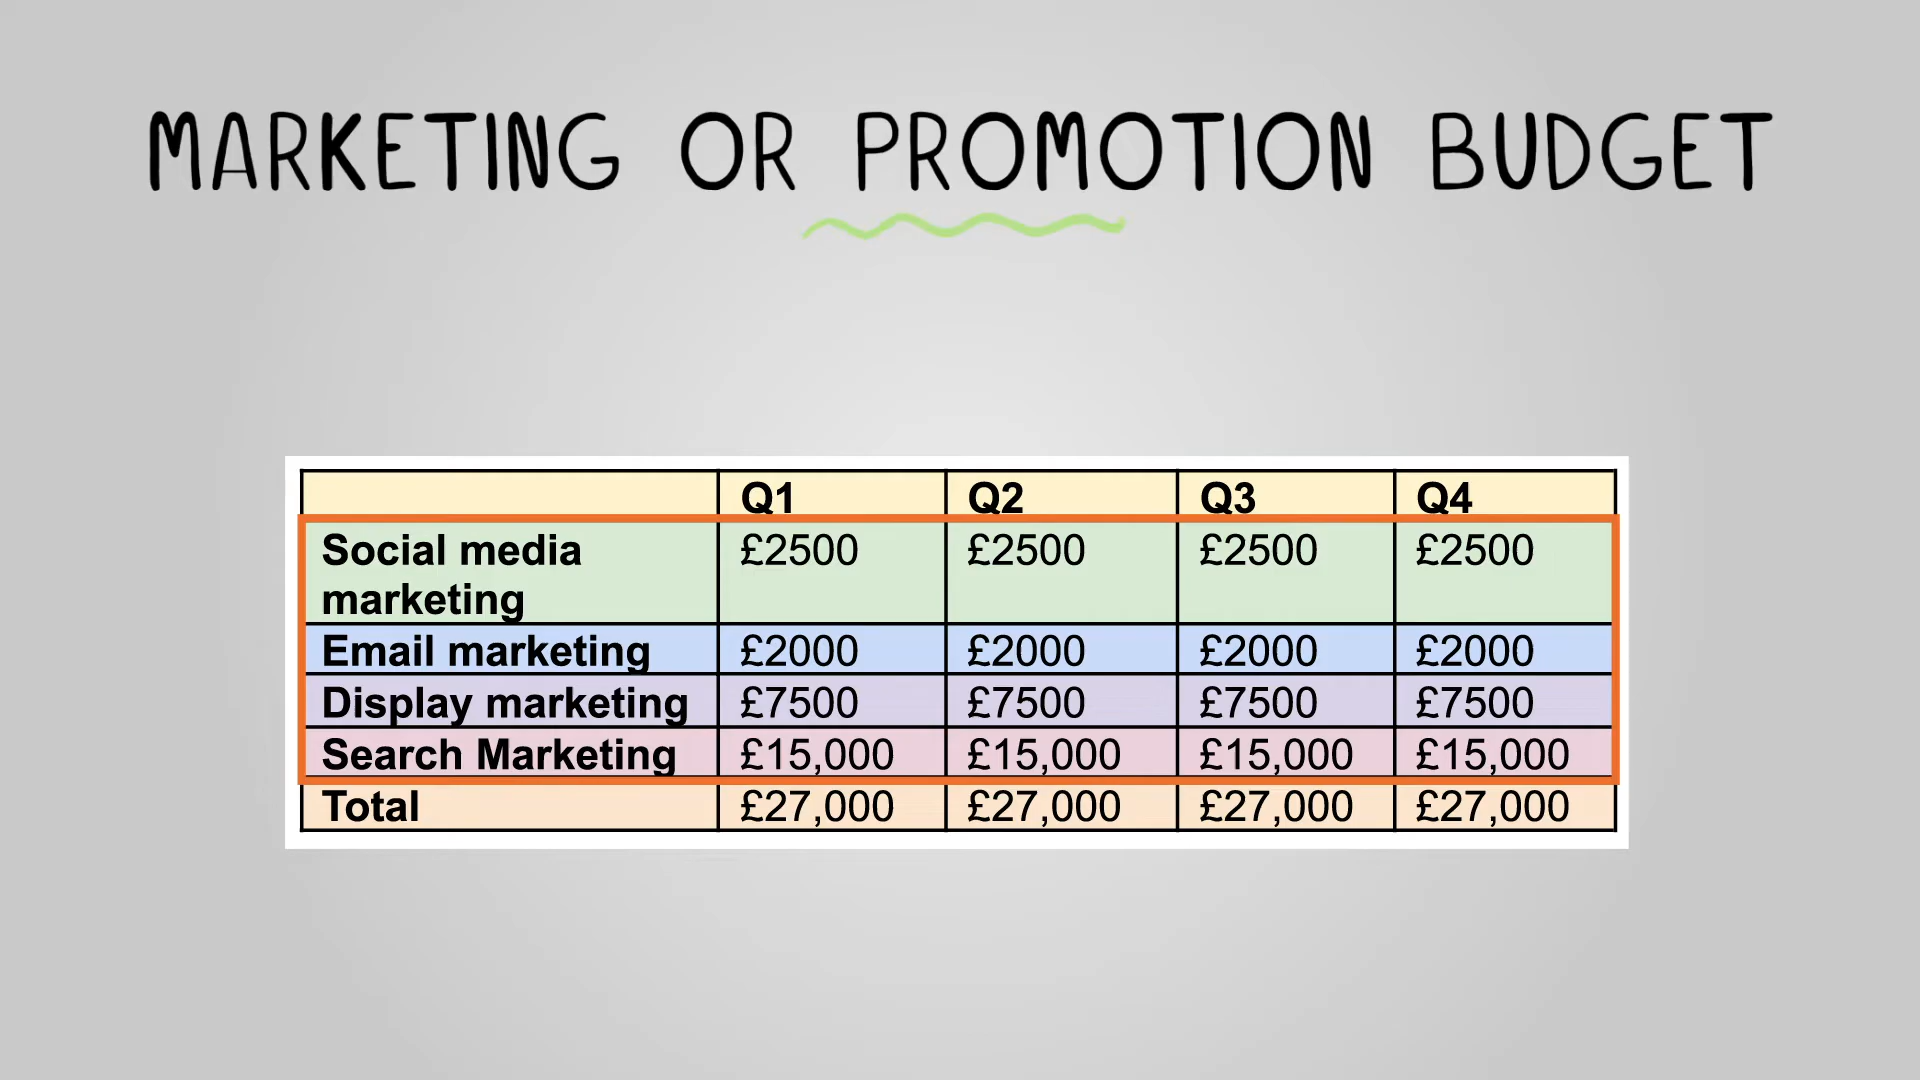 MARKETING OR PROMOTION BUDGET
Q1 Q2 Q3 Q4
Social media marketing £2500 £2500 £2500 £2500
Email marketing £2000 £2000 £2000 £2000
Display marketing £7500 £7500 £7500 £7500
Search Marketing £15,000 £15,000 £15,000 £15,000
Total £27,000 £27,000 £27,000 £27,000